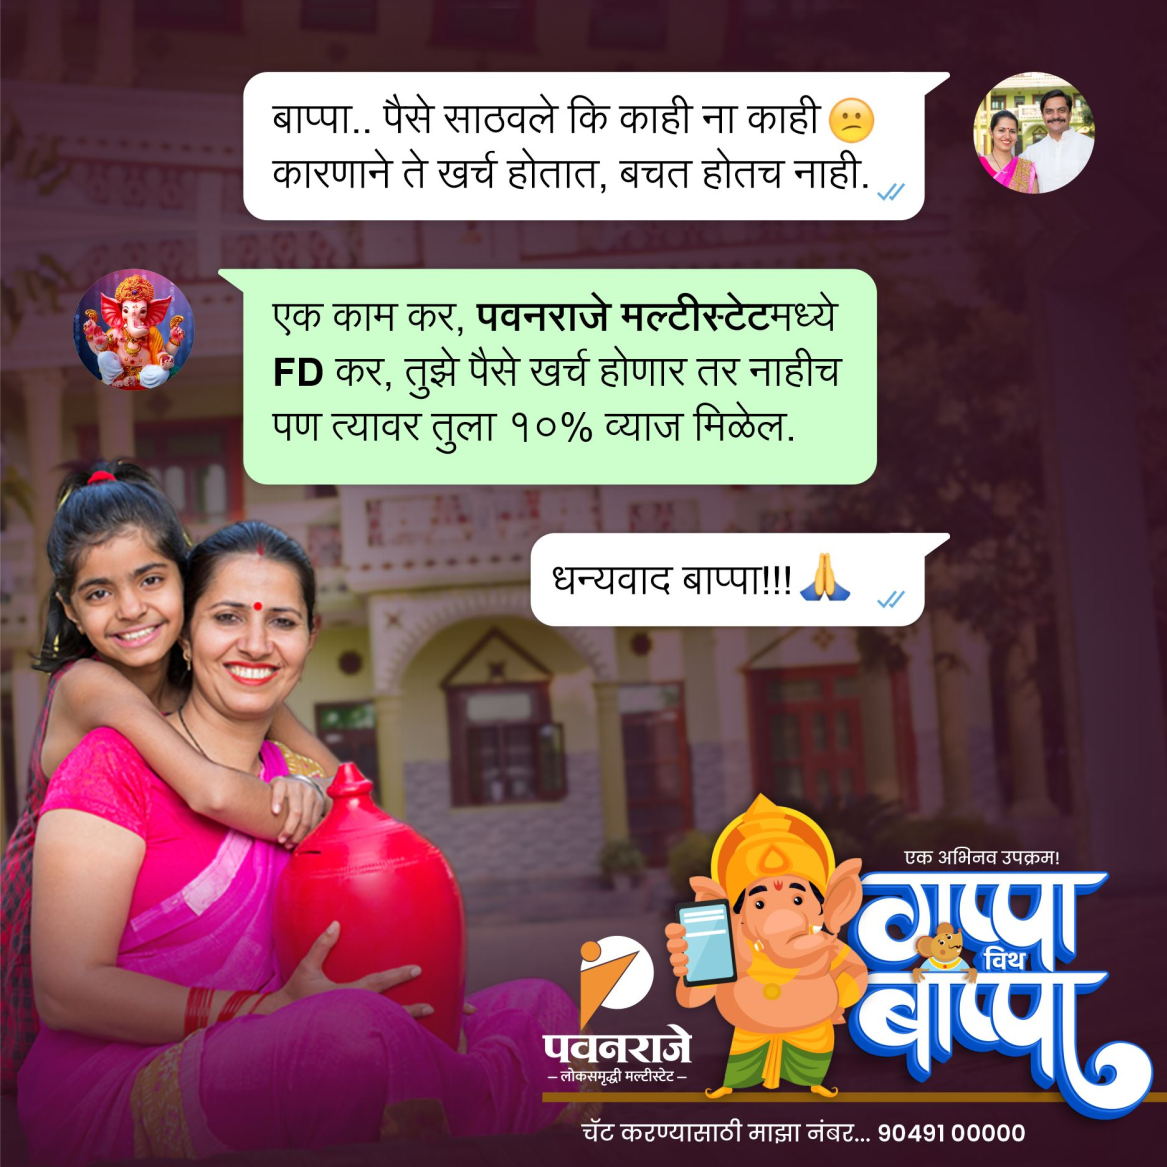 बाप्पा.. पैसे साठवले कि काही ना काही 😕
कारणाने ते खर्च होतात, बचत होतच नाही.
एक काम कर, पवनराजे मल्टीस्टेटमध्ये
FD कर, तुझे पैसे खर्च होणार तर नाहीच
पण त्यावर तुला १०% व्याज मिळेल.
धन्यवाद बाप्पा!!! 🙏
एक अभिनव उपक्रम!
गप्पा
विथ
बाप्पा
पवनराजे
– लोकसमृद्धी मल्टीस्टेट –
चॅट करण्यासाठी माझा नंबर... 90491 00000